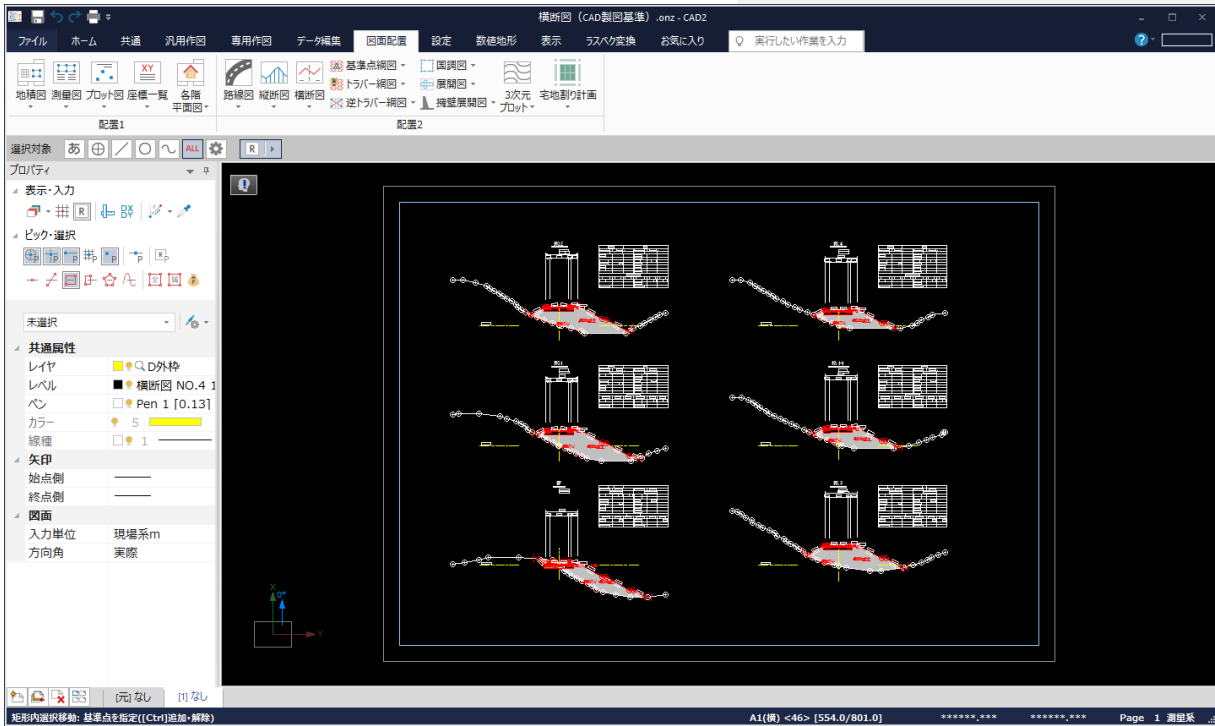 横断図（CAD製図基準）.onz - CAD2
ファイル ホーム 共通 汎用作図 専用作図 データ編集 図面配置 設定 数値地形 表示 ラスベク変換 お気に入り 実行したい作業を入力
地積図 測量図 プロット図 座標一覧 各階平面図 路線図 縦断図 横断図 3次元プロット 宅地割り計画
基準点網図 国調図
トラバー網図 展開図
逆トラバー網図 擁壁展開図
配置1 配置2
選択対象 あ ALL R
プロパティ
表示・入力
R DX DY
ピック・選択
未選択
共通属性
レイヤ D外枠
レベル 横断図 NO.4 1
ペン Pen 1 [0.13]
カラー 5
線種 1
矢印
始点側
終点側
図面
入力単位 現場系m
方向角 実際
X
0°
Y
[元] なし [1] なし
矩形内選択移動: 基準点を指定([Ctrl]追加・解除) A1(横) <46> [554.0/801.0] ******.*** ******.*** Page 1 測量系